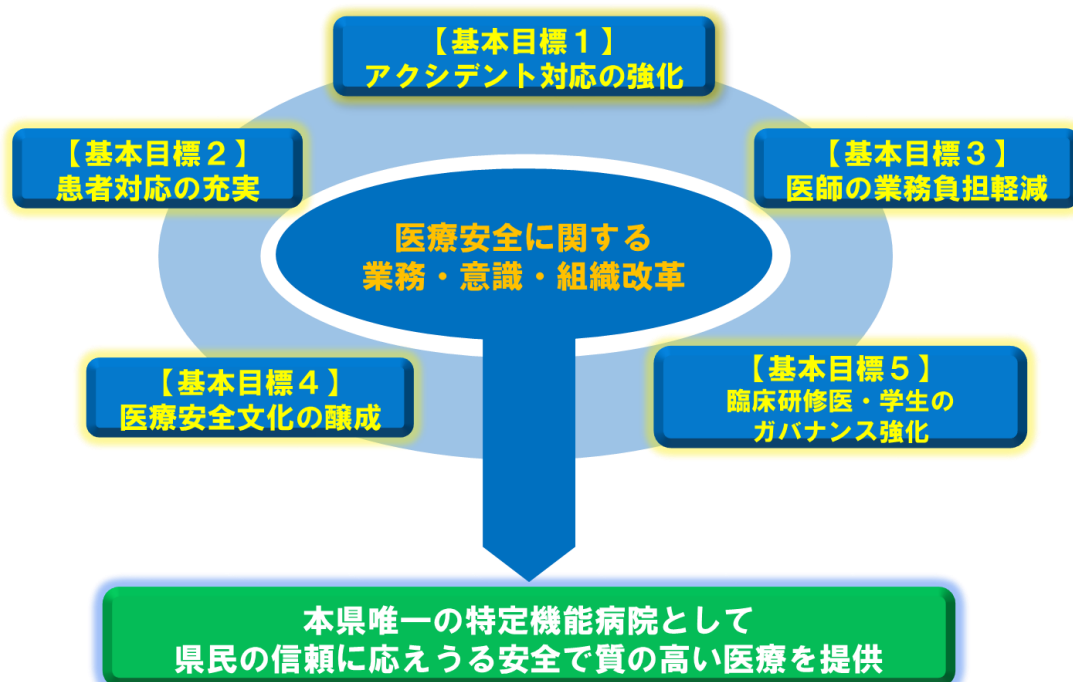 【基本目標１】
アクシデント対応の強化
【基本目標２】
患者対応の充実
【基本目標３】
医師の業務負担軽減
医療安全に関する
業務・意識・組織改革
【基本目標４】
医療安全文化の醸成
【基本目標５】
臨床研修医・学生の
ガバナンス強化
本県唯一の特定機能病院として
県民の信頼に応えうる安全で質の高い医療を提供